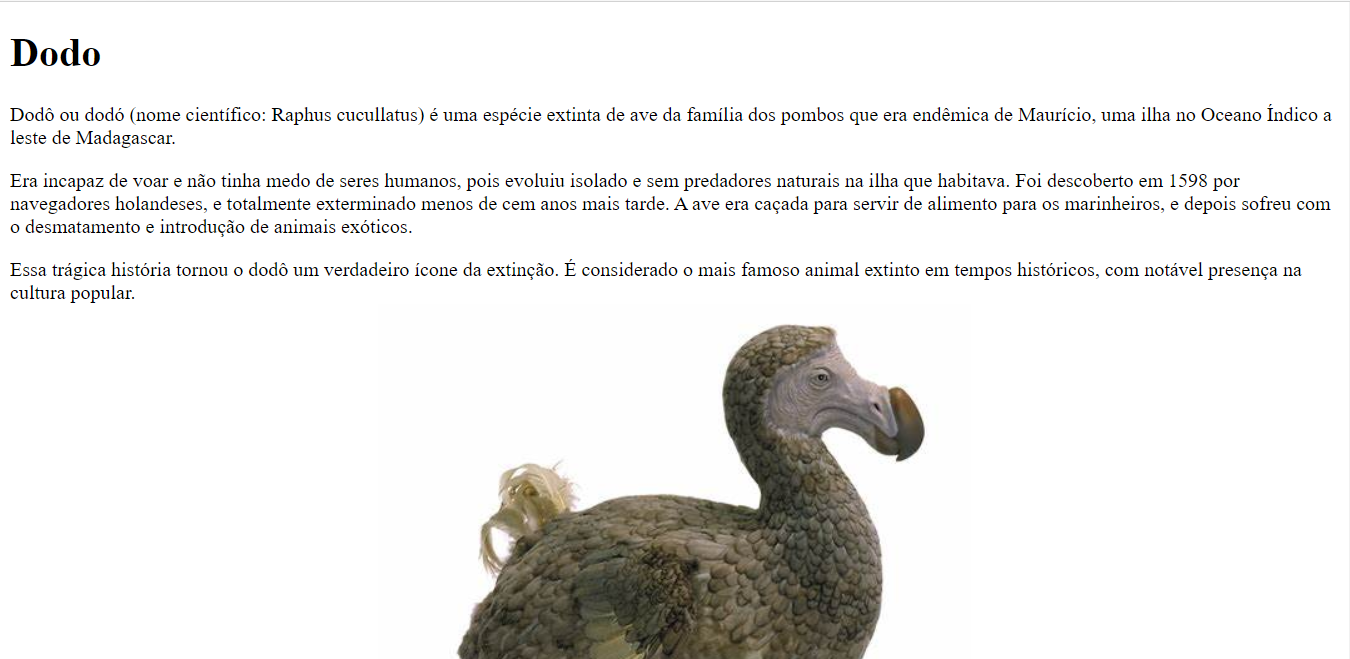 Dodo
Dodô ou dodó (nome científico: Raphus cucullatus) é uma espécie extinta de ave da família dos pombos que era endêmica de Maurício, uma ilha no Oceano Índico a
leste de Madagascar.
Era incapaz de voar e não tinha medo de seres humanos, pois evoluiu isolado e sem predadores naturais na ilha que habitava. Foi descoberto em 1598 por
navegadores holandeses, e totalmente exterminado menos de cem anos mais tarde. A ave era caçada para servir de alimento para os marinheiros, e depois sofreu com
o desmatamento e introdução de animais exóticos.
Essa trágica história tornou o dodô um verdadeiro ícone da extinção. É considerado o mais famoso animal extinto em tempos históricos, com notável presença na
cultura popular.